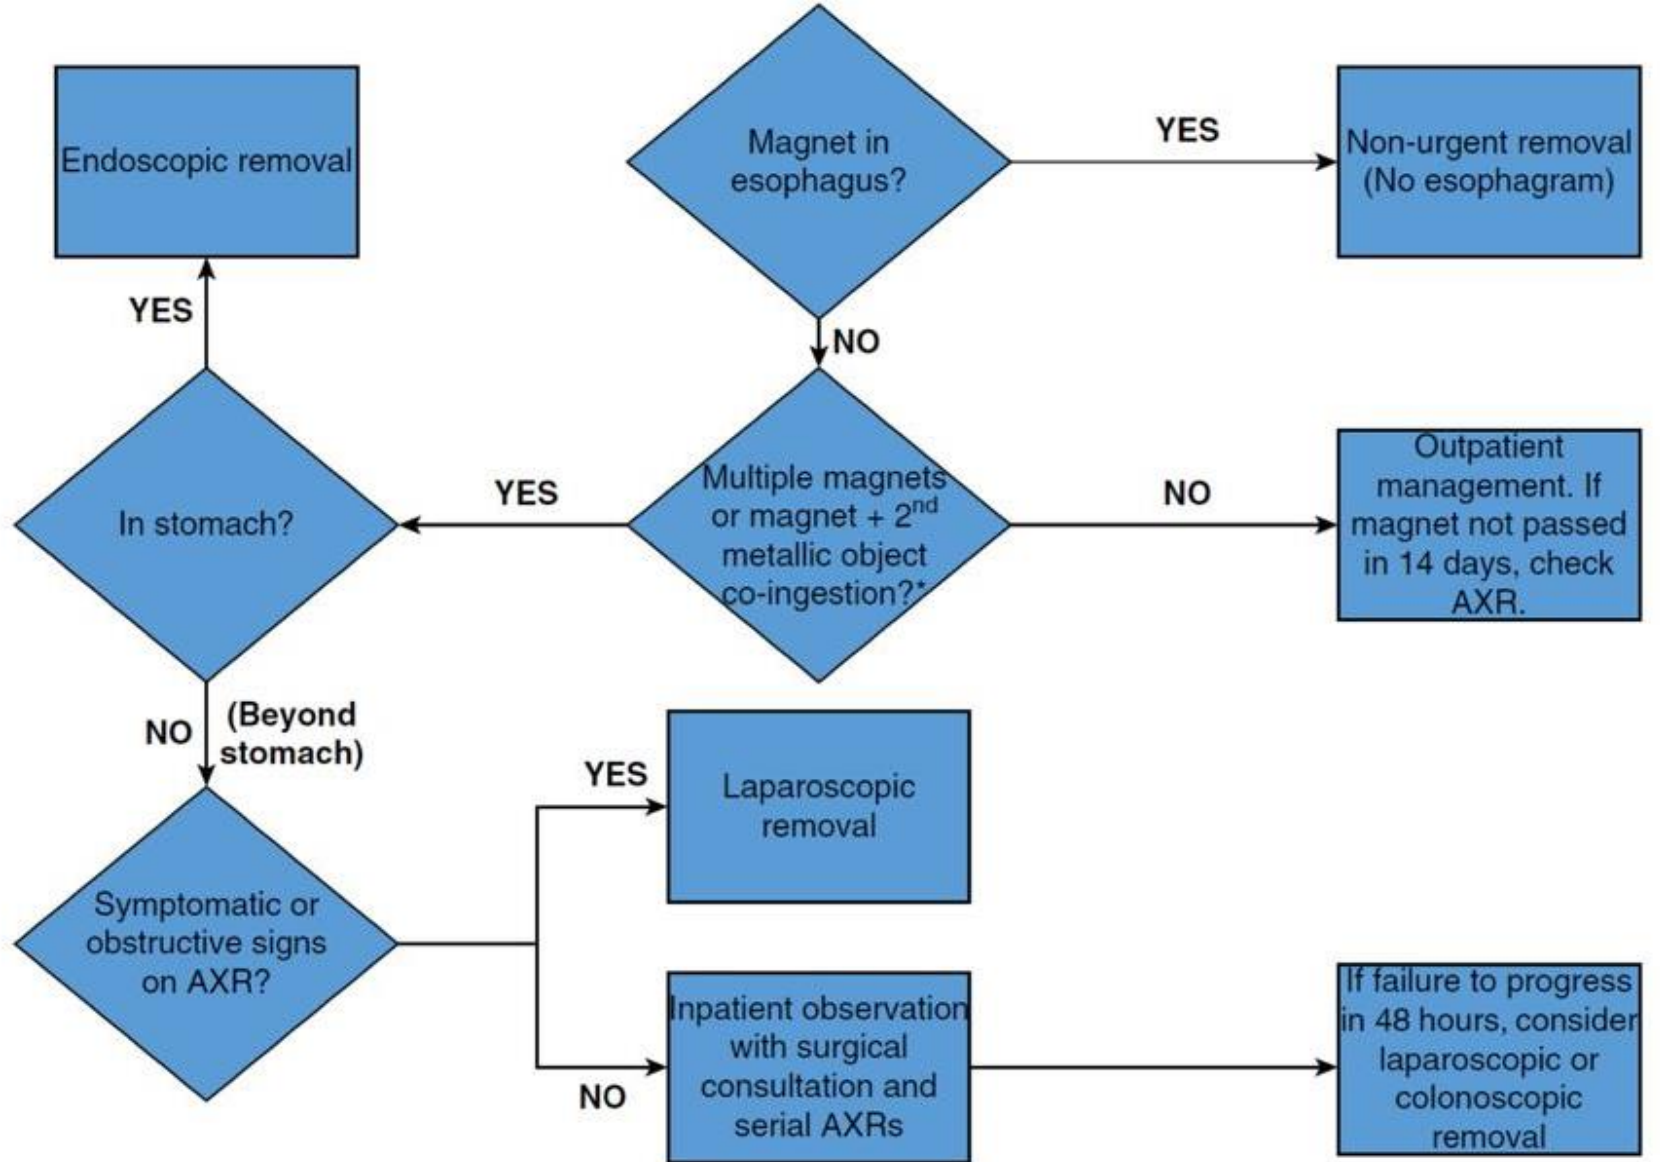 Magnet in
esophagus?
YES
Non-urgent removal
(No esophagram)
NO
Multiple magnets
or magnet + 2nd
metallic object
co-ingestion?*
NO
Outpatient
management. If
magnet not passed
in 14 days, check
AXR.
YES
In stomach?
YES
Endoscopic removal
NO
(Beyond
stomach)
Symptomatic or
obstructive signs
on AXR?
YES
Laparoscopic
removal
NO
Inpatient observation
with surgical
consultation and
serial AXRs
If failure to progress
in 48 hours, consider
laparoscopic or
colonoscopic
removal